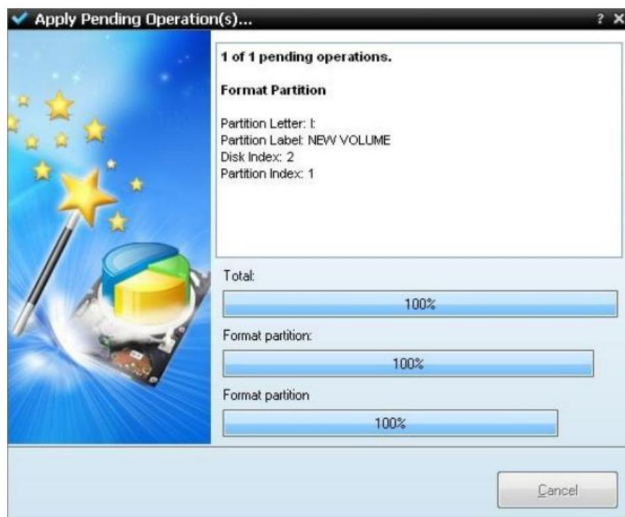 Apply Pending Operation(s)...
? X
1 of 1 pending operations.
Format Partition
Partition Letter: I:
Partition Label: NEW VOLUME
Disk Index: 2
Partition Index: 1
Total:
100%
Format partition:
100%
Format partition
100%
Cancel